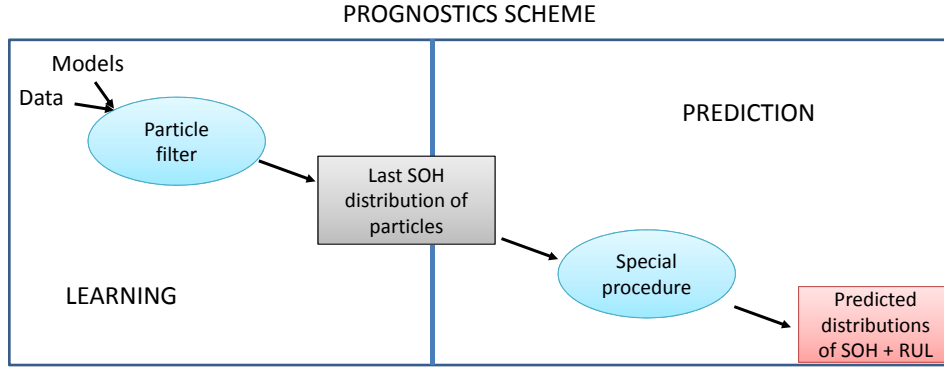 PROGNOSTICS SCHEME
Models
Data
Particle
filter
PREDICTION
Last SOH
distribution of
particles
Special
procedure
LEARNING
Predicted
distributions
of SOH + RUL